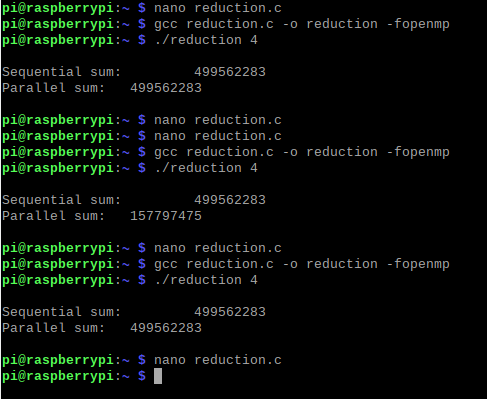 pi@raspberrypi:~ $ nano reduction.c
pi@raspberrypi:~ $ gcc reduction.c -o reduction -fopenmp
pi@raspberrypi:~ $ ./reduction 4
Sequential sum:         499562283
Parallel sum:   499562283
pi@raspberrypi:~ $ nano reduction.c
pi@raspberrypi:~ $ nano reduction.c
pi@raspberrypi:~ $ gcc reduction.c -o reduction -fopenmp
pi@raspberrypi:~ $ ./reduction 4
Sequential sum:         499562283
Parallel sum:   157797475
pi@raspberrypi:~ $ nano reduction.c
pi@raspberrypi:~ $ gcc reduction.c -o reduction -fopenmp
pi@raspberrypi:~ $ ./reduction 4
Sequential sum:         499562283
Parallel sum:   499562283
pi@raspberrypi:~ $ nano reduction.c
pi@raspberrypi:~ $